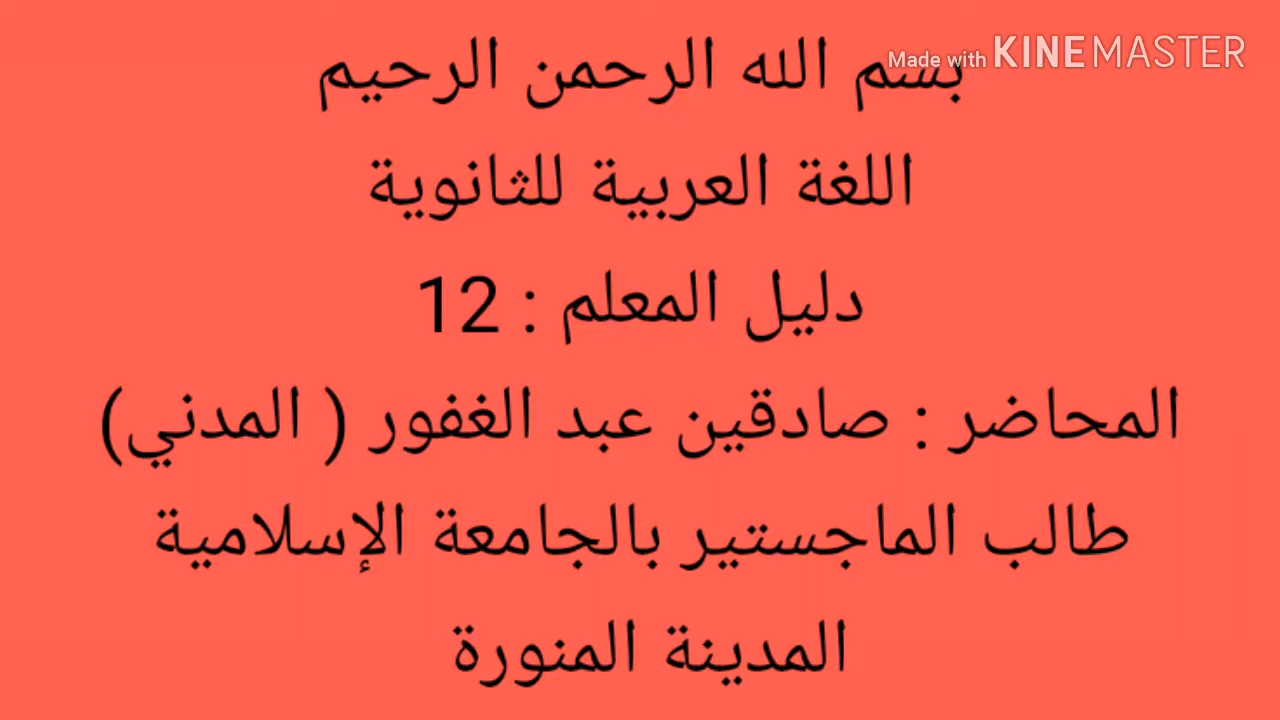 Made with KINEMASTER
بسم الله الرحمن الرحيم
اللغة العربية للثانوية
دليل المعلم : 12
المحاضر : صادقين عبد الغفور ( المدني)
طالب الماجستير بالجامعة الإسلامية
المدينة المنورة